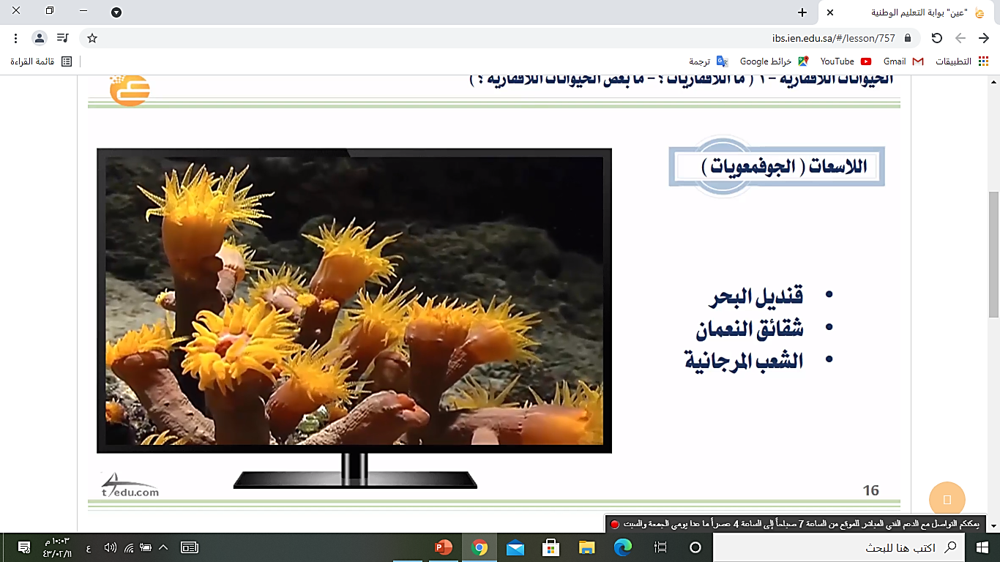 "عين" بوابة التعليم الوطنية
ibs.ien.edu.sa/#/lesson/757
التطبيقات
Gmail
YouTube
خرائط Google
ترجمة
قائمة القراءة
الحيوانات اللافقارية - ١ ( ما اللافقاريات ؟ - ما بعض الحيوانات اللافقارية ؟ )
اللاسعات ( الجوفمعويات )
• قنديل البحر
• شقائق النعمان
• الشعب المرجانية
t4edu.com
16
يمكنكم التواصل مع الدعم الفني المباشر للموقع من الساعة 7 صباحاً إلى الساعة 4 عصراً ما عدا يومي الجمعة والسبت
اكتب هنا للبحث
ع
١٠:٠٣ م
٤٣/٠٢/١١